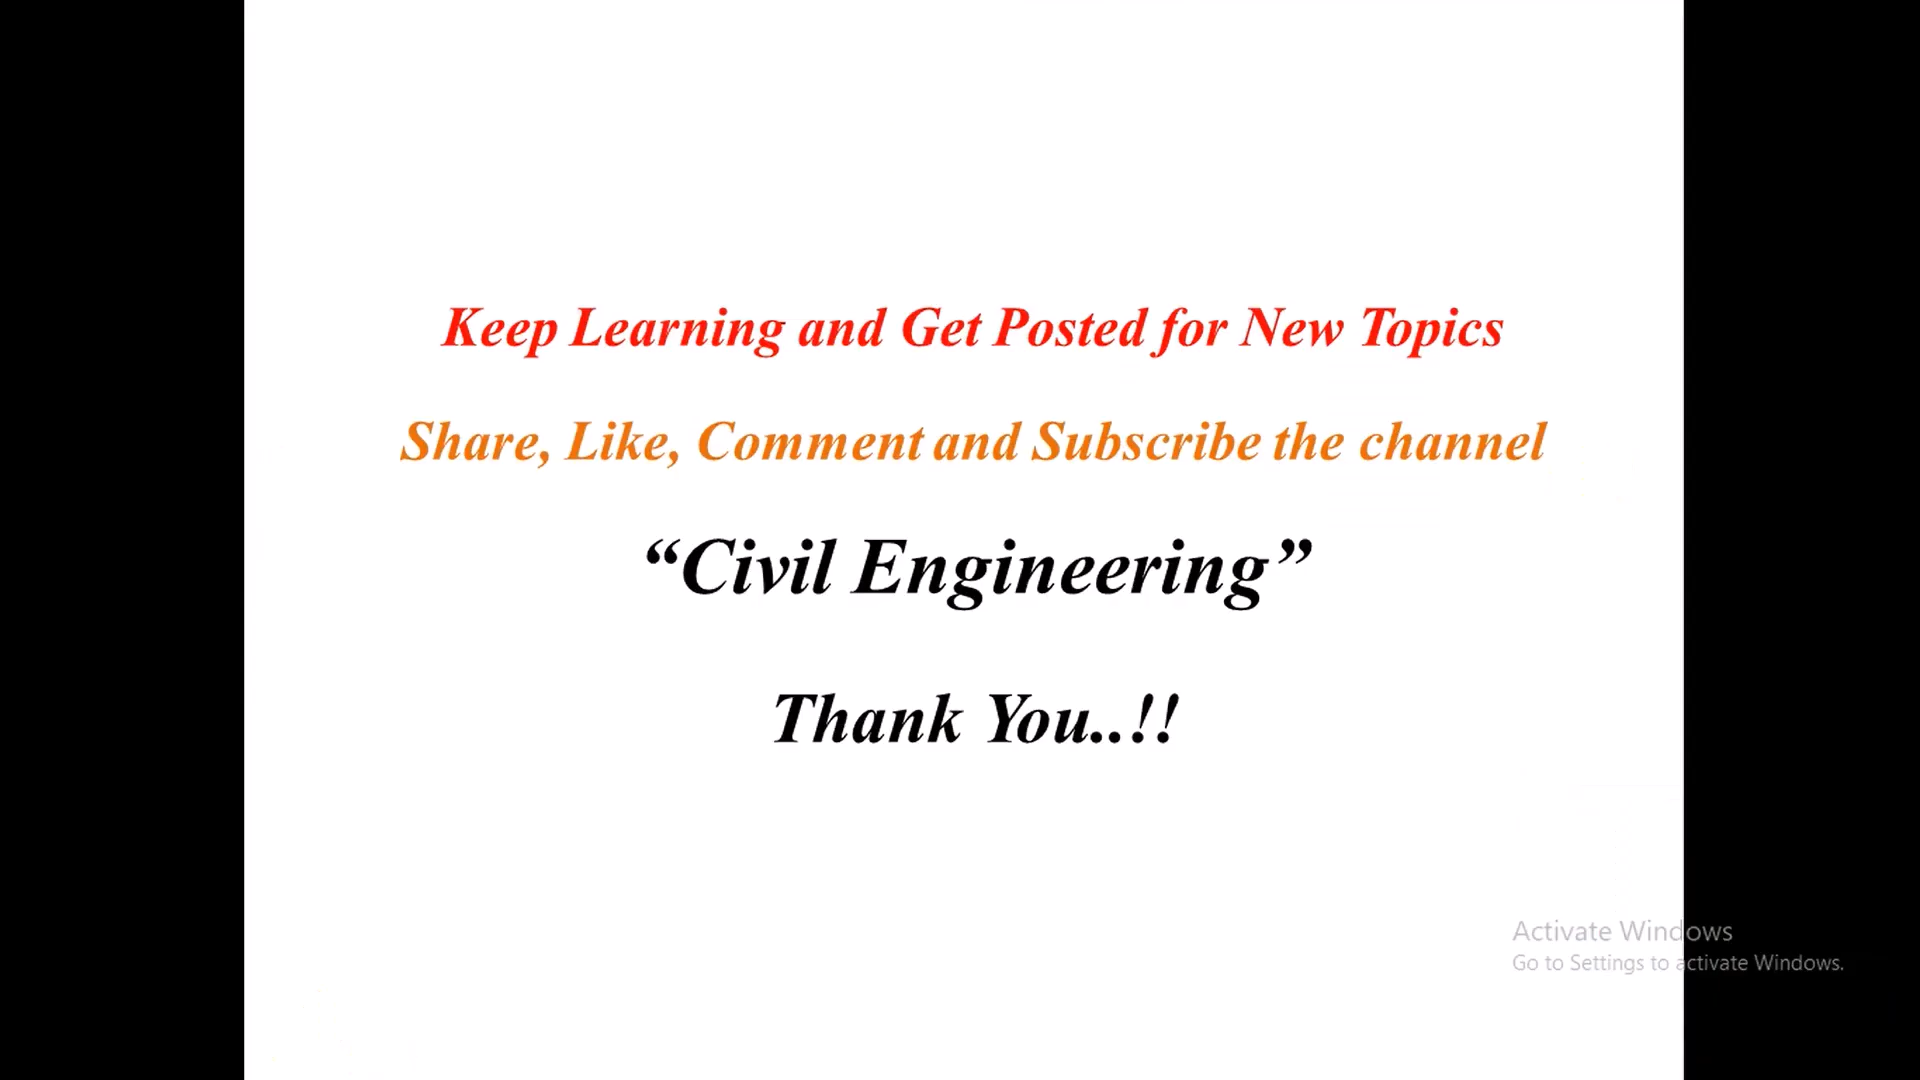 Keep Learning and Get Posted for New Topics
Share, Like, Comment and Subscribe the channel
“Civil Engineering”
Thank You..!!
Activate Windows
Go to Settings to activate Windows.